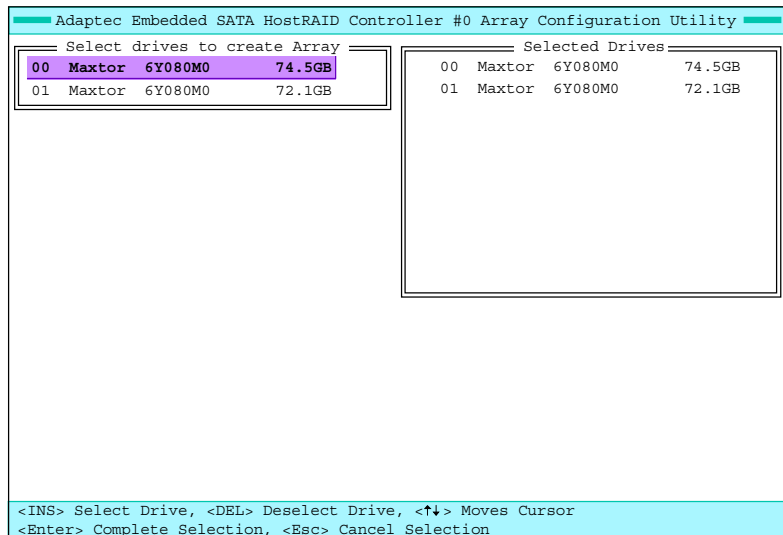 Adaptec Embedded SATA HostRAID Controller #0 Array Configuration Utility
Select drives to create Array
00 Maxtor 6Y080M0 74.5GB
01 Maxtor 6Y080M0 72.1GB
Selected Drives
00 Maxtor 6Y080M0 74.5GB
01 Maxtor 6Y080M0 72.1GB
<INS> Select Drive, <DEL> Deselect Drive, <↑↓> Moves Cursor
<Enter> Complete Selection, <Esc> Cancel Selection